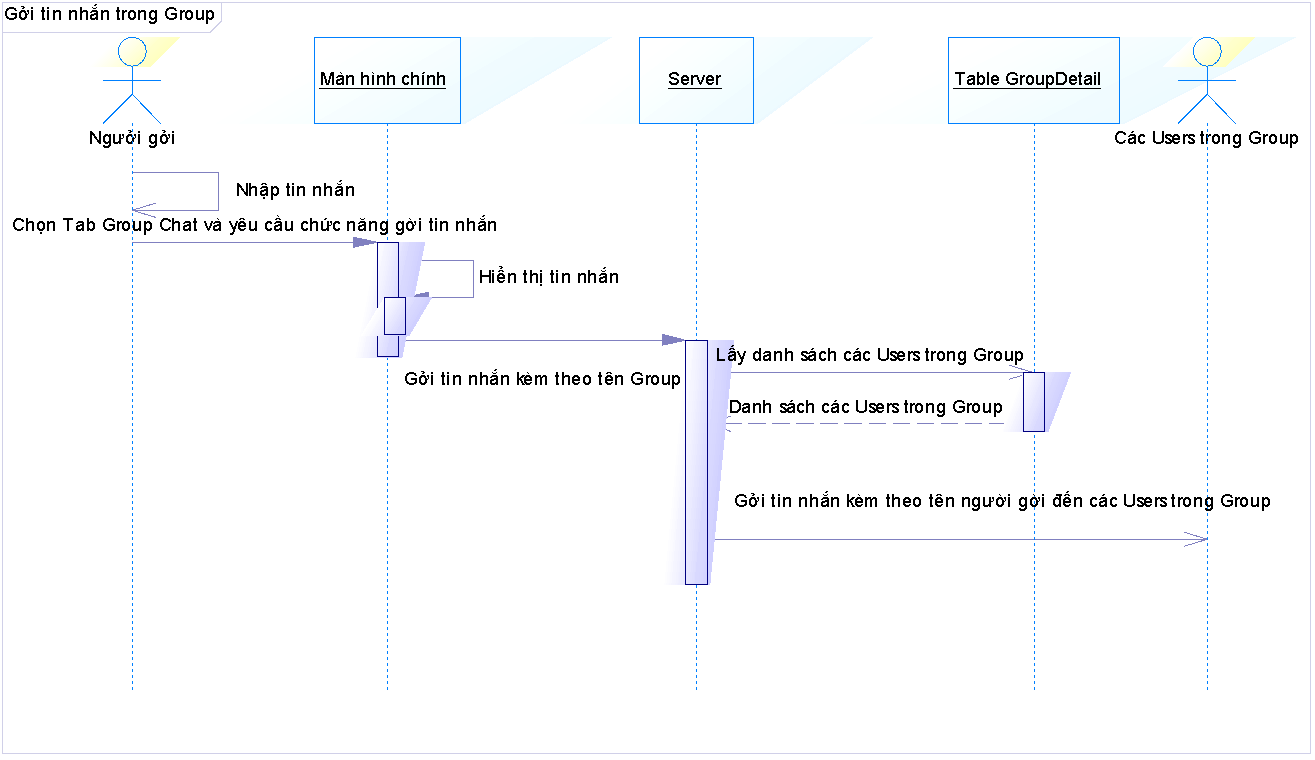 Gởi tin nhắn trong Group
Màn hình chính
Server
Table GroupDetail
Người gởi
Các Users trong Group
Nhập tin nhắn
Chọn Tab Group Chat và yêu cầu chức năng gởi tin nhắn
Hiển thị tin nhắn
Lấy danh sách các Users trong Group
Gởi tin nhắn kèm theo tên Group
Danh sách các Users trong Group
Gởi tin nhắn kèm theo tên người gởi đến các Users trong Group